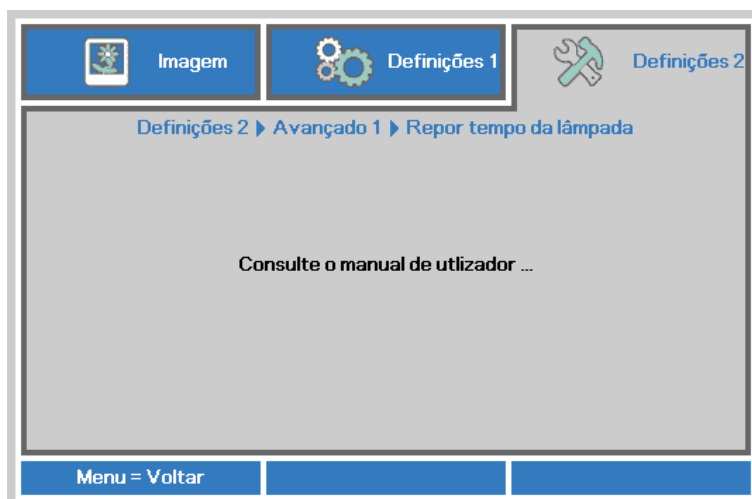 Imagem
Definições 1
Definições 2
Definições 2 ▶ Avançado 1 ▶ Repor tempo da lâmpada
Consulte o manual de utlizador ...
Menu = Voltar